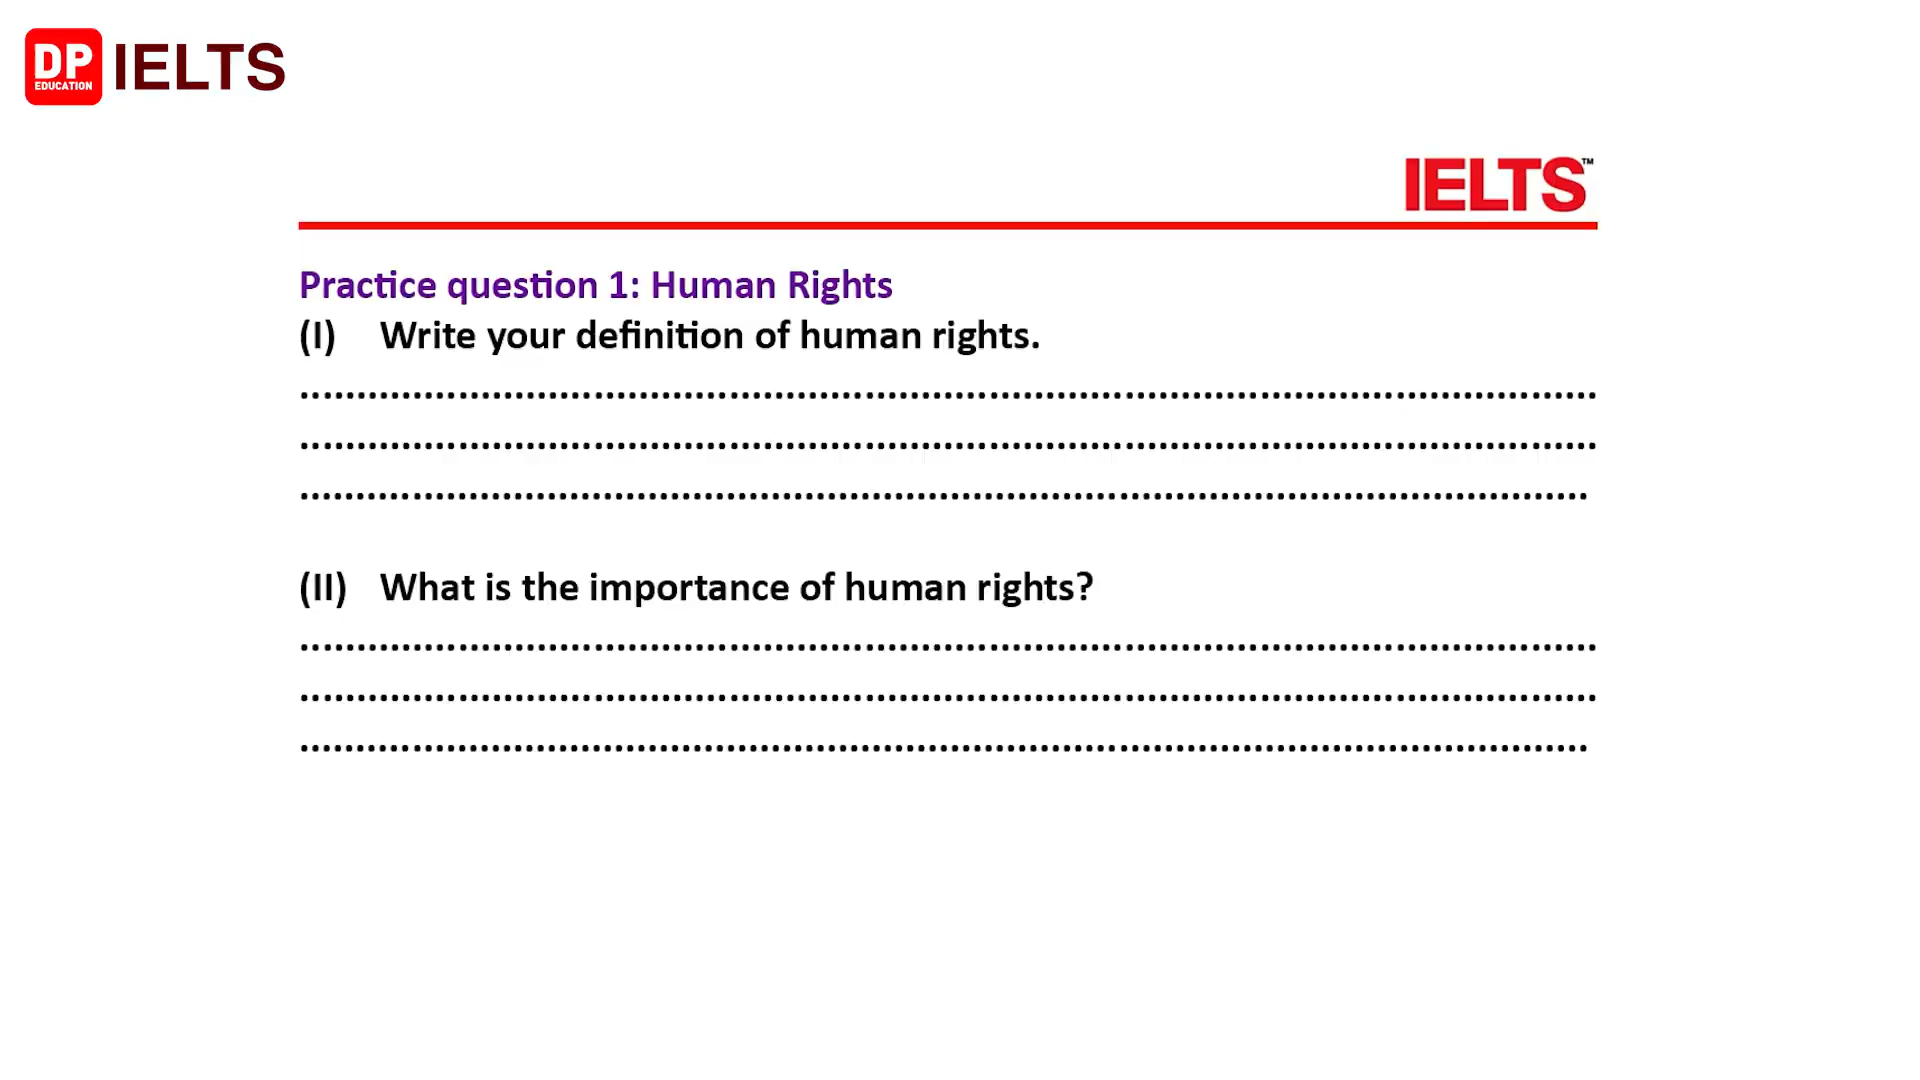 DP
EDUCATION
IELTS
IELTS™
Practice question 1: Human Rights
(I) Write your definition of human rights.
...................................................................................................................
...................................................................................................................
..................................................................................................................
(II) What is the importance of human rights?
...................................................................................................................
...................................................................................................................
..................................................................................................................